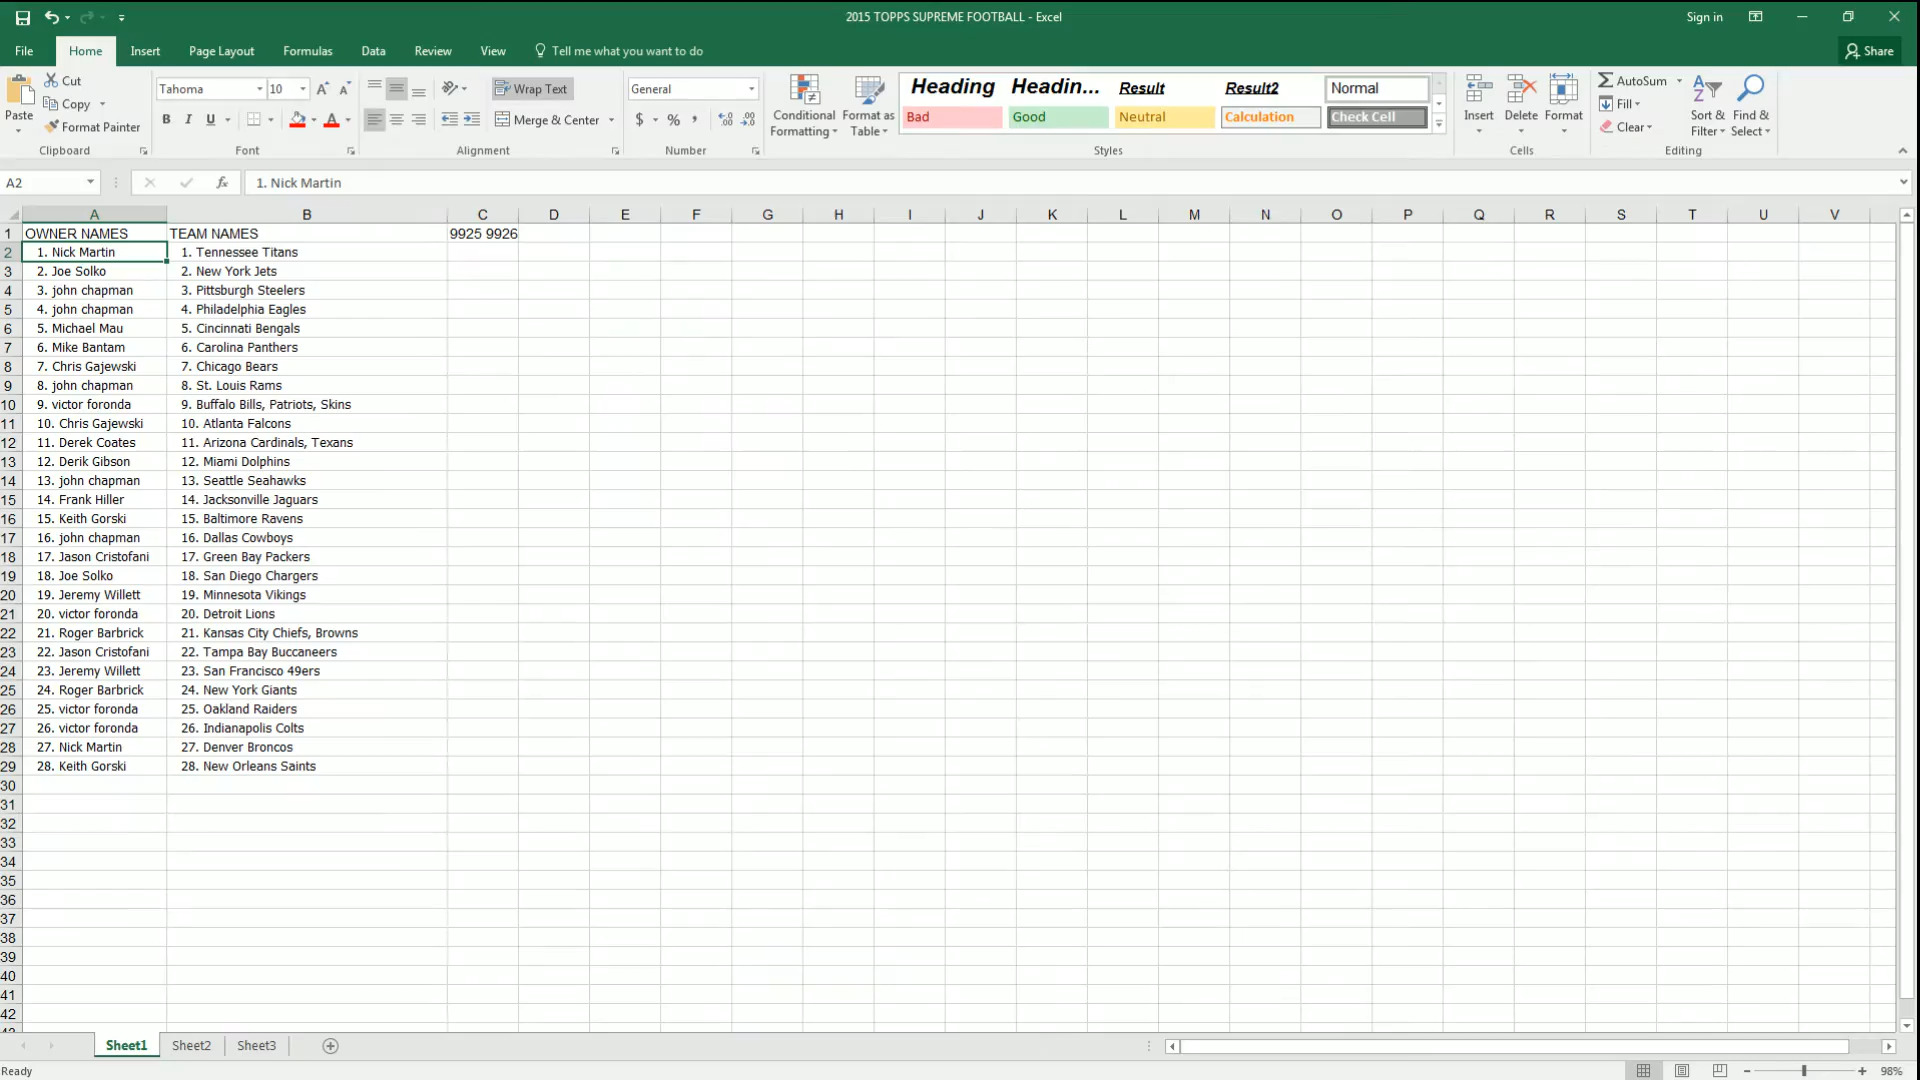 2015 TOPPS SUPREME FOOTBALL - Excel
Sign in
File Home Insert Page Layout Formulas Data Review View Tell me what you want to do Share
Paste
Cut
Copy
Format Painter
Clipboard
Tahoma 10
B I U
Font
Wrap Text
Merge & Center
Alignment
General
$ % ,
Number
Conditional Formatting
Format as Table
Heading Headin... Result Result2 Normal
Bad Good Neutral Calculation Check Cell
Styles
Insert Delete Format
Cells
AutoSum
Fill
Clear
Sort & Filter
Find & Select
Editing
A2 fx 1. Nick Martin
A B C D E F G H I J K L M N O P Q R S T U V
1 OWNER NAMES TEAM NAMES 9925 9926
2 1. Nick Martin 1. Tennessee Titans
3 2. Joe Solko 2. New York Jets
4 3. john chapman 3. Pittsburgh Steelers
5 4. john chapman 4. Philadelphia Eagles
6 5. Michael Mau 5. Cincinnati Bengals
7 6. Mike Bantam 6. Carolina Panthers
8 7. Chris Gajewski 7. Chicago Bears
9 8. john chapman 8. St. Louis Rams
10 9. victor foronda 9. Buffalo Bills, Patriots, Skins
11 10. Chris Gajewski 10. Atlanta Falcons
12 11. Derek Coates 11. Arizona Cardinals, Texans
13 12. Derik Gibson 12. Miami Dolphins
14 13. john chapman 13. Seattle Seahawks
15 14. Frank Hiller 14. Jacksonville Jaguars
16 15. Keith Gorski 15. Baltimore Ravens
17 16. john chapman 16. Dallas Cowboys
18 17. Jason Cristofani 17. Green Bay Packers
19 18. Joe Solko 18. San Diego Chargers
20 19. Jeremy Willett 19. Minnesota Vikings
21 20. victor foronda 20. Detroit Lions
22 21. Roger Barbrick 21. Kansas City Chiefs, Browns
23 22. Jason Cristofani 22. Tampa Bay Buccaneers
24 23. Jeremy Willett 23. San Francisco 49ers
25 24. Roger Barbrick 24. New York Giants
26 25. victor foronda 25. Oakland Raiders
27 26. victor foronda 26. Indianapolis Colts
28 27. Nick Martin 27. Denver Broncos
29 28. Keith Gorski 28. New Orleans Saints
30
31
32
33
34
35
36
37
38
39
40
41
42
43
Sheet1 Sheet2 Sheet3
Ready
98%